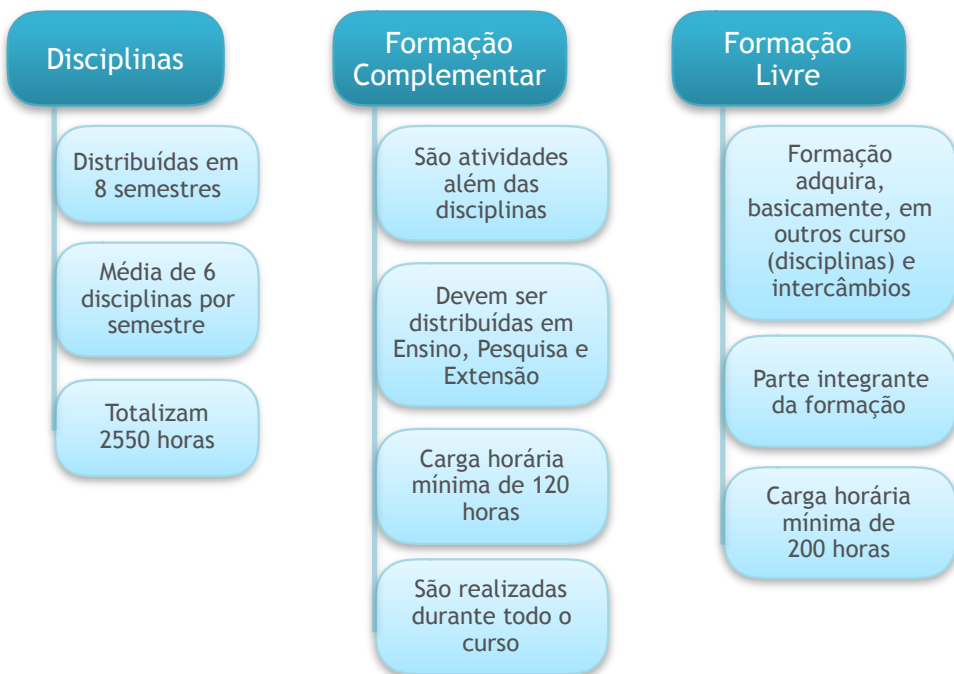 Disciplinas
Distribuídas em
8 semestres
Média de 6
disciplinas por
semestre
Totalizam
2550 horas
Formação
Complementar
São atividades
além das
disciplinas
Devem ser
distribuídas em
Ensino, Pesquisa e
Extensão
Carga horária
mínima de 120
horas
São realizadas
durante todo o
curso
Formação
Livre
Formação
adquira,
basicamente, em
outros curso
(disciplinas) e
intercâmbios
Parte integrante
da formação
Carga horária
mínima de
200 horas